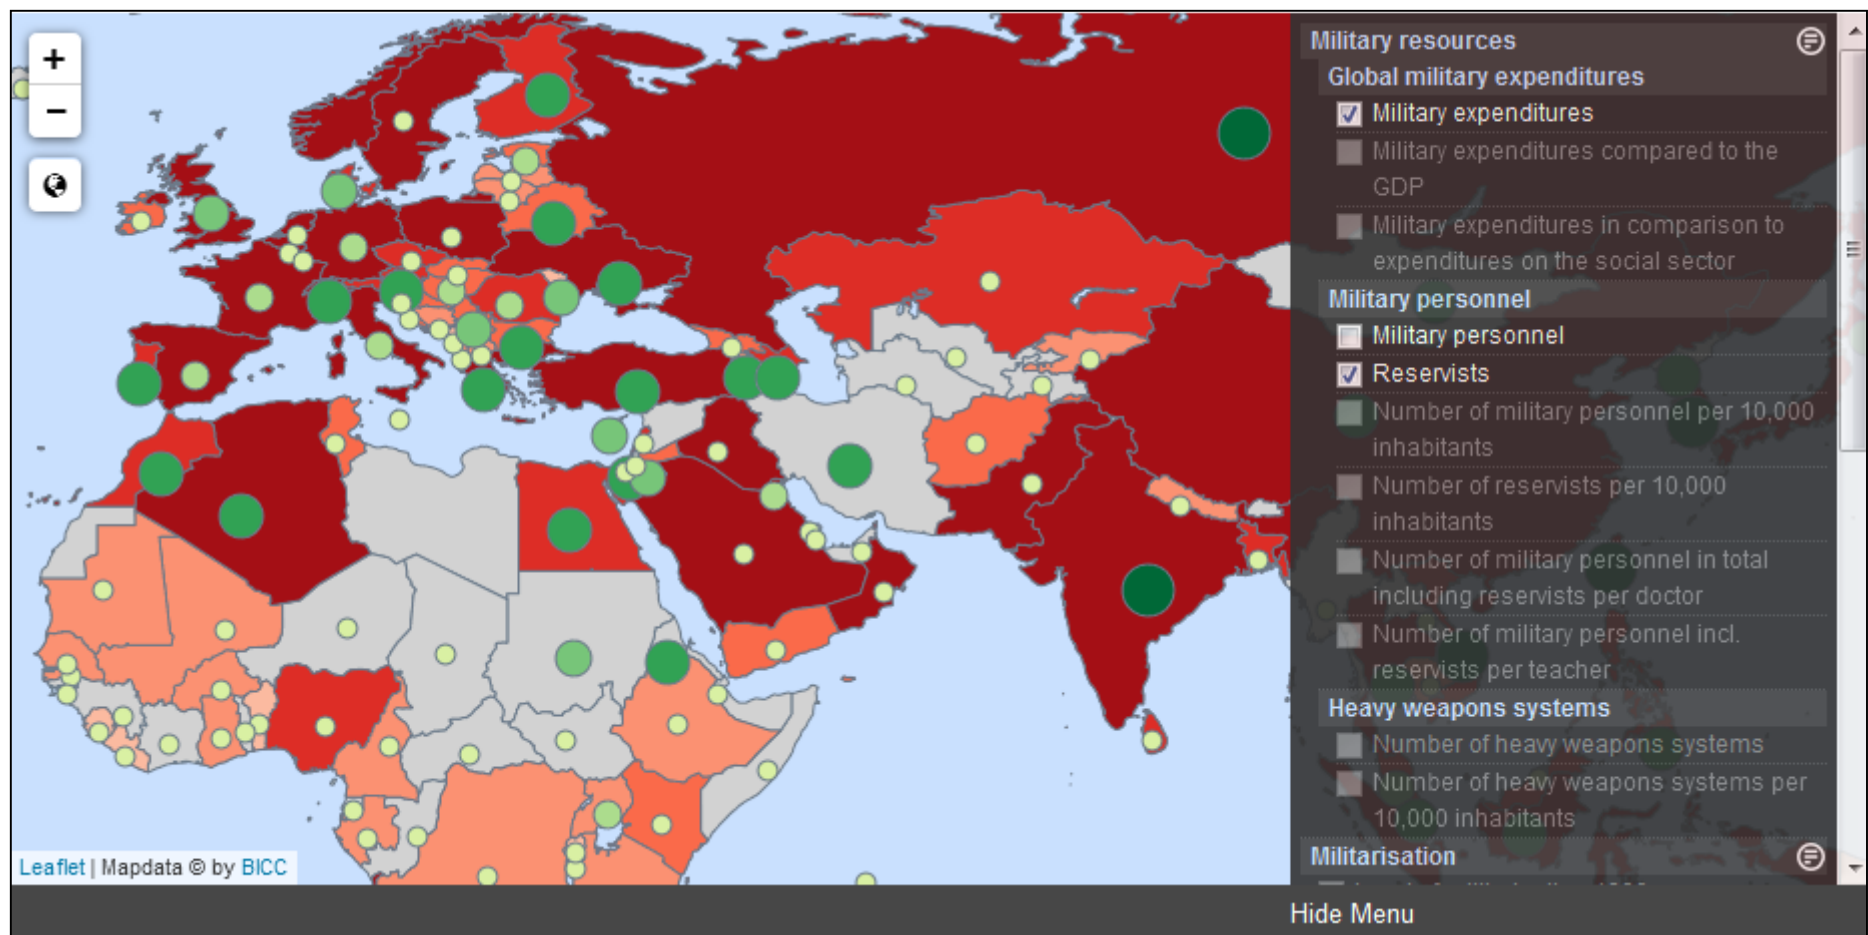 +
−
Military resources
Global military expenditures
Military expenditures
Military expenditures compared to the
GDP
Military expenditures in comparison to
expenditures on the social sector
Military personnel
Military personnel
Reservists
Number of military personnel per 10,000
inhabitants
Number of reservists per 10,000
inhabitants
Number of military personnel in total
including reservists per doctor
Number of military personnel incl.
reservists per teacher
Heavy weapons systems
Number of heavy weapons systems
Number of heavy weapons systems per
10,000 inhabitants
Militarisation
Leaflet | Mapdata © by BICC
Hide Menu